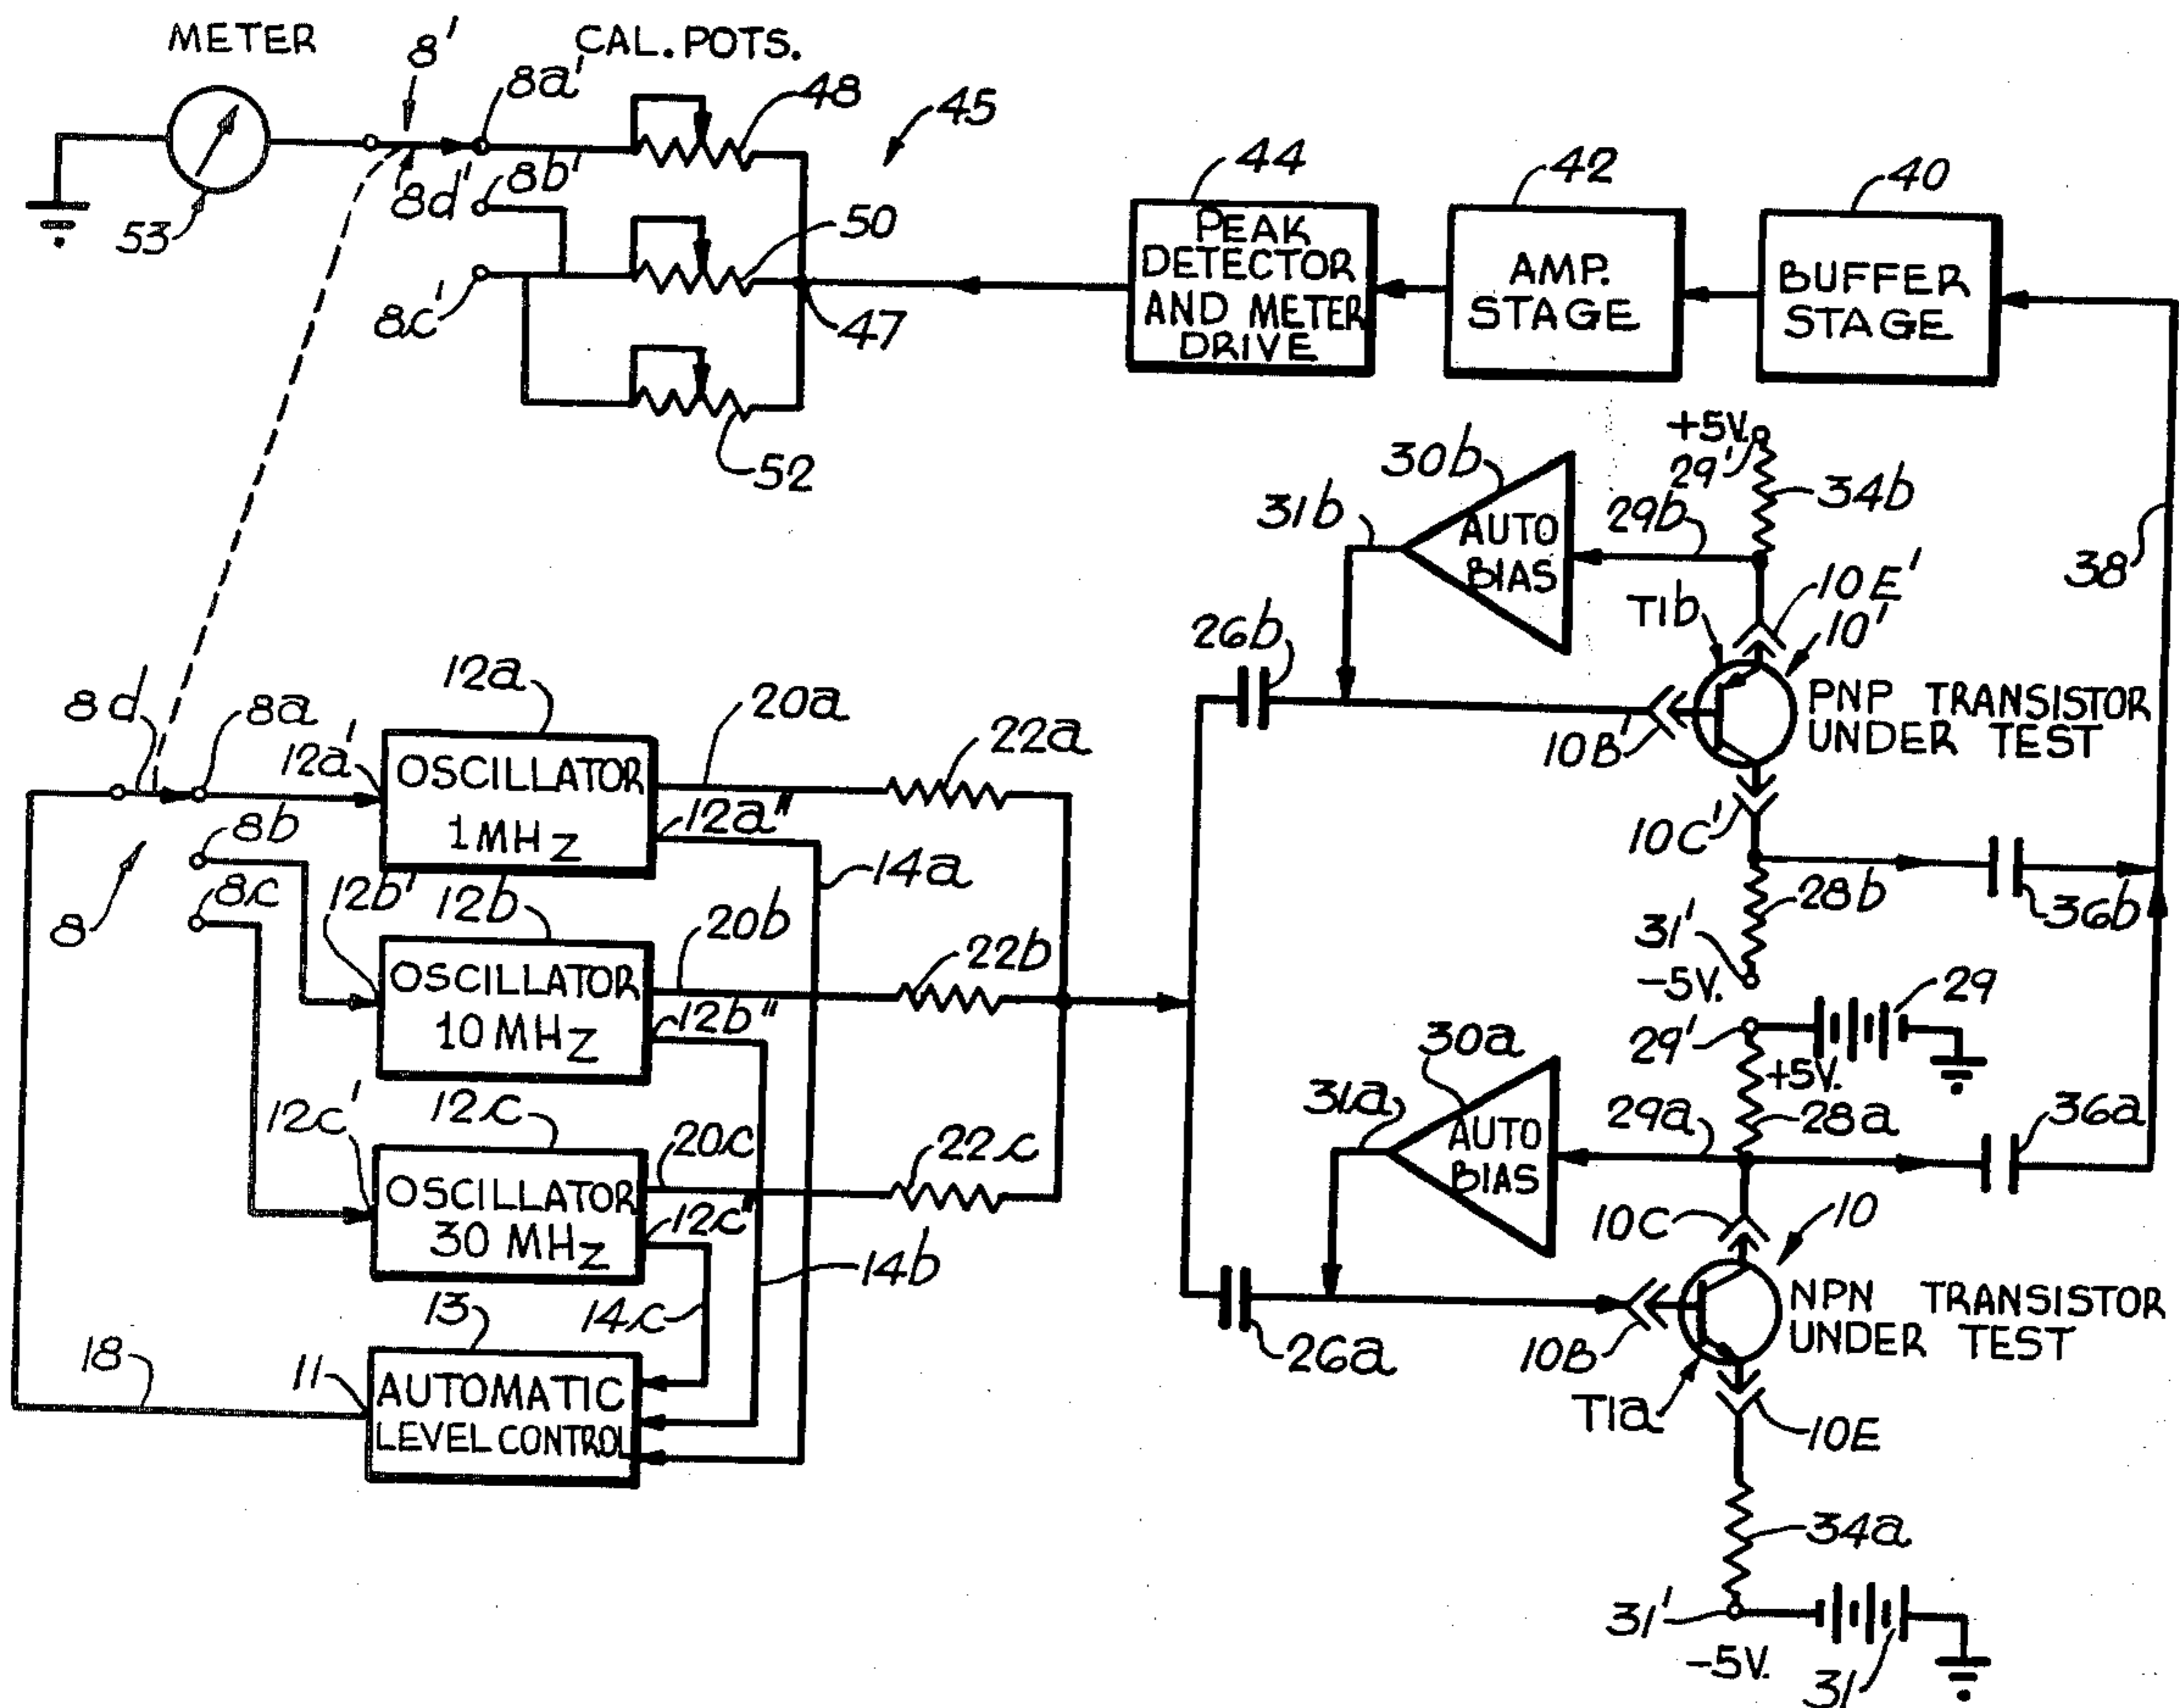 METER
8'
CAL. POTS.
8a'
48
45
8b'
8d'
53
50
8c'
47
52
44
PEAK
DETECTOR
AND METER
DRIVE
42
AMP.
STAGE
40
BUFFER
STAGE
+5V.
29'
30b
34b
31b
AUTO
BIAS
29b
38
10E'
T1b
10'
26b
PNP TRANSISTOR
UNDER TEST
10B'
10C'
28b
36b
31'
-5V.
8d
8a
12a
12a'
OSCILLATOR
1 MHz
20a
22a
12a"
8b
14a
8c
8
12b'
12b
20b
22b
OSCILLATOR
10 MHz
12b"
12c'
12c
20c
22c
OSCILLATOR
30 MHz
12c"
14b
14c
13
18
11
AUTOMATIC
LEVEL CONTROL
29
29'
30a
+5V.
31a
29a
28a
36a
AUTO
BIAS
10C
10
NPN TRANSISTOR
UNDER TEST
26a
10B
T1a
10E
34a
31'
-5V.
31